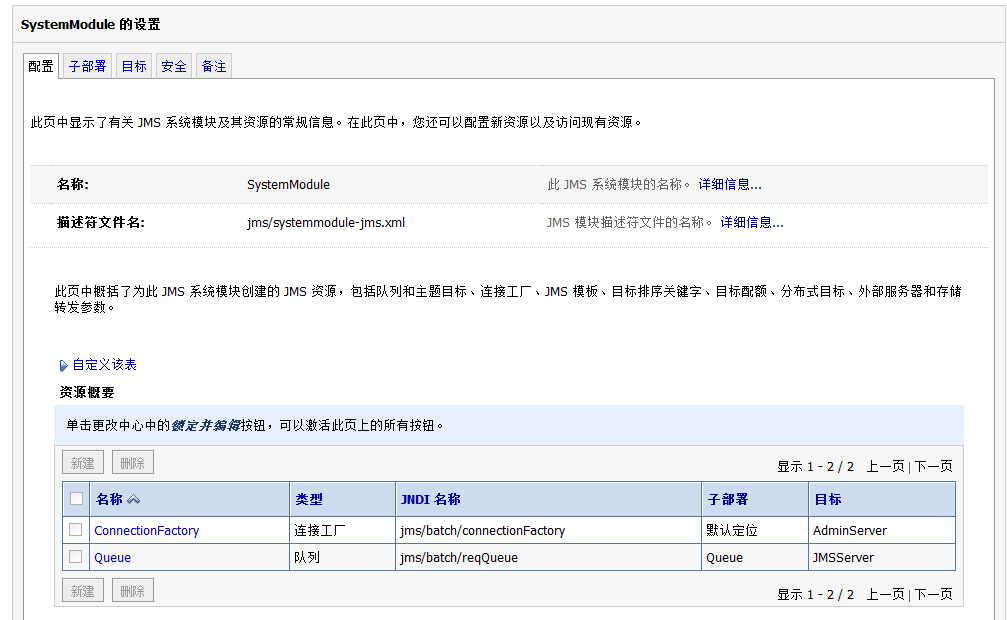 SystemModule 的设置
配置 子部署 目标 安全 备注
此页中显示了有关 JMS 系统模块及其资源的常规信息。在此页中，您还可以配置新资源以及访问现有资源。
名称: SystemModule 此 JMS 系统模块的名称。 详细信息...
描述符文件名: jms/systemmodule-jms.xml JMS 模块描述符文件的名称。 详细信息...
此页中概括了为此 JMS 系统模块创建的 JMS 资源，包括队列和主题目标、连接工厂、JMS 模板、目标排序关键字、目标配额、分布式目标、外部服务器和存储
转发参数。
自定义该表
资源概要
单击更改中心中的锁定并编辑按钮，可以激活此页上的所有按钮。
新建 删除 显示 1 - 2 / 2 上一页 | 下一页
名称 类型 JNDI 名称 子部署 目标
ConnectionFactory 连接工厂 jms/batch/connectionFactory 默认定位 AdminServer
Queue 队列 jms/batch/reqQueue Queue JMSServer
新建 删除 显示 1 - 2 / 2 上一页 | 下一页